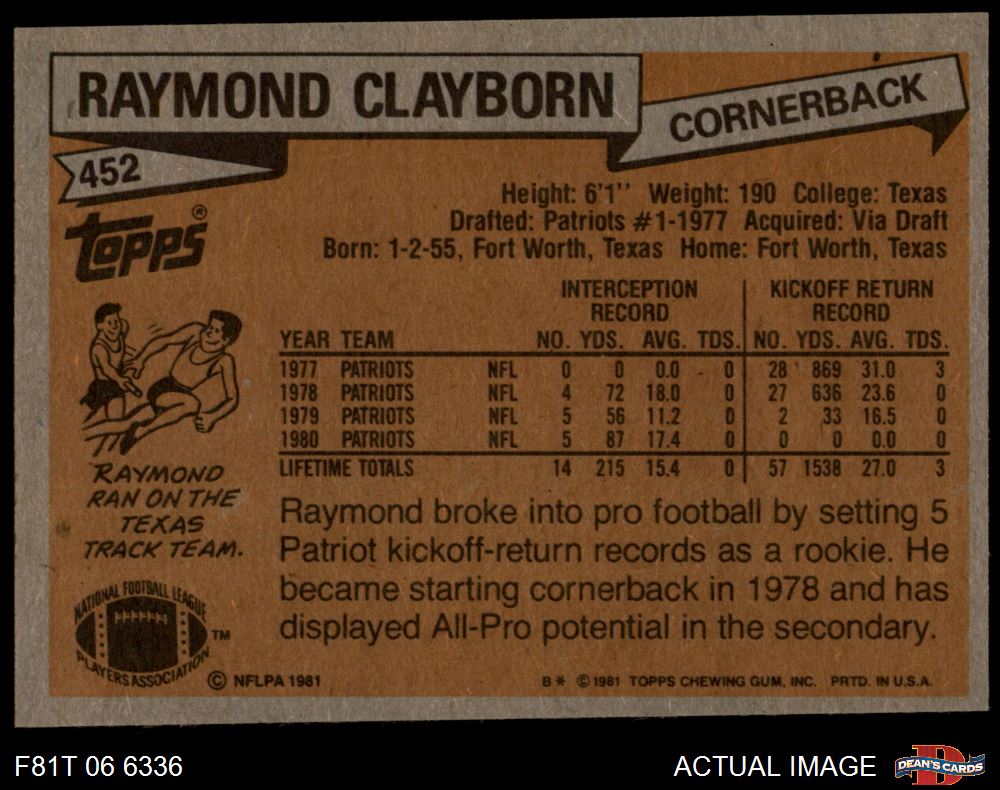 RAYMOND CLAYBORN
CORNERBACK
452
TOPPS®
Height: 6'1'' Weight: 190 College: Texas
Drafted: Patriots #1-1977 Acquired: Via Draft
Born: 1-2-55, Fort Worth, Texas Home: Fort Worth, Texas
INTERCEPTION RECORD KICKOFF RETURN RECORD
YEAR TEAM NO. YDS. AVG. TDS. NO. YDS. AVG. TDS.
1977 PATRIOTS NFL 0 0 0.0 0 28 869 31.0 3
1978 PATRIOTS NFL 4 72 18.0 0 27 636 23.6 0
1979 PATRIOTS NFL 5 56 11.2 0 2 33 16.5 0
1980 PATRIOTS NFL 5 87 17.4 0 0 0 0.0 0
LIFETIME TOTALS 14 215 15.4 0 57 1538 27.0 3
RAYMOND
RAN ON THE
TEXAS
TRACK TEAM.
Raymond broke into pro football by setting 5
Patriot kickoff-return records as a rookie. He
became starting cornerback in 1978 and has
displayed All-Pro potential in the secondary.
NATIONAL FOOTBALL LEAGUE
PLAYERS ASSOCIATION
TM
© NFLPA 1981
B* ©1981 TOPPS CHEWING GUM, INC. PRTD. IN U.S.A.
F81T 06 6336
ACTUAL IMAGE
D
DEAN'S CARDS